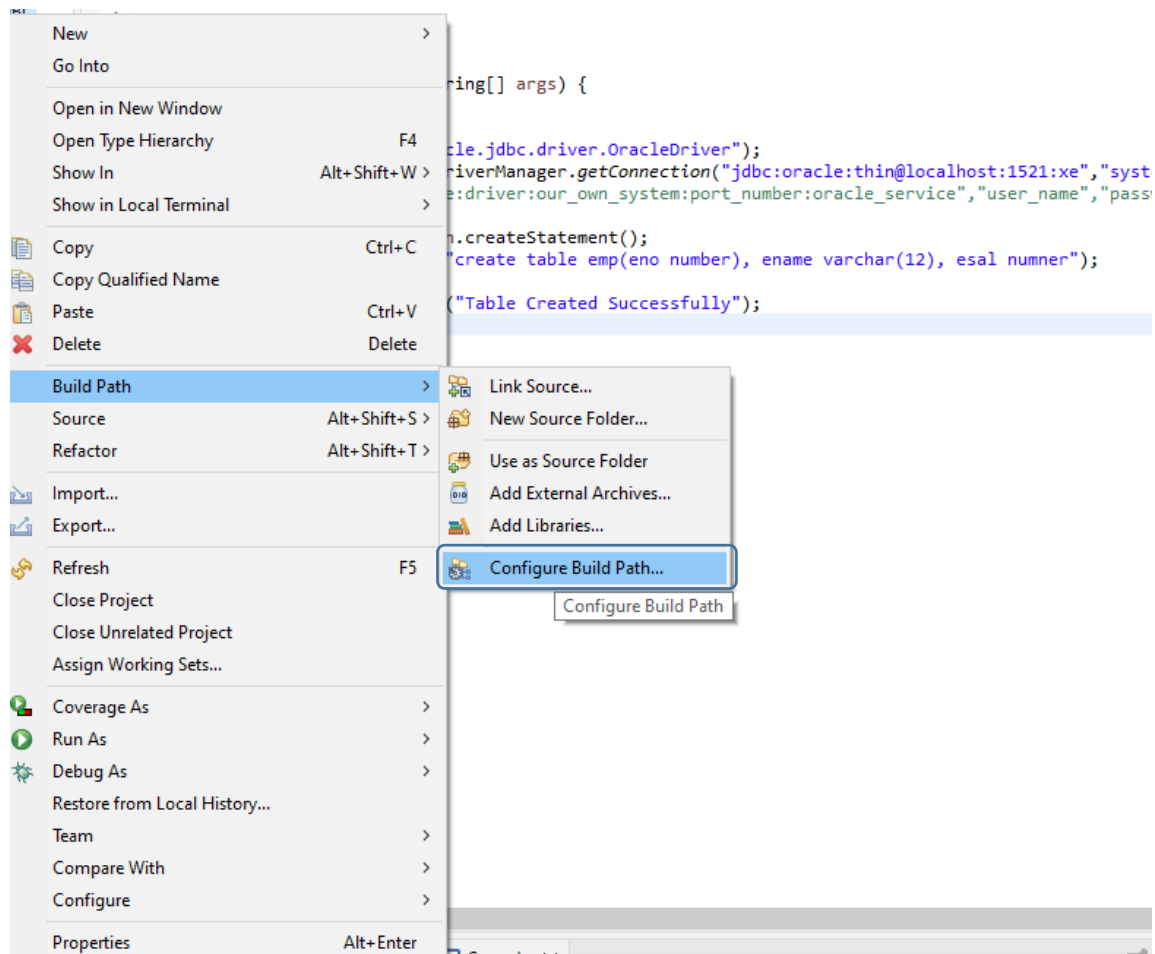 New >
Go Into
ring[] args) {
Open in New Window
Open Type Hierarchy F4
cle.jdbc.driver.OracleDriver");
Show In Alt+Shift+W >
riverManager.getConnection("jdbc:oracle:thin@localhost:1521:xe","syst
e:driver:our_own_system:port_number:oracle_service","user_name","pass
Show in Local Terminal >
n.createStatement();
Copy Ctrl+C
"create table emp(eno number), ename varchar(12), esal numner");
Copy Qualified Name
("Table Created Successfully");
Paste Ctrl+V
Delete Delete
Build Path >
Link Source...
Source Alt+Shift+S >
New Source Folder...
Refactor Alt+Shift+T >
Use as Source Folder
Import...
Add External Archives...
Export...
Add Libraries...
Refresh F5
Configure Build Path...
Close Project
Configure Build Path
Close Unrelated Project
Assign Working Sets...
Coverage As >
Run As >
Debug As >
Restore from Local History...
Team >
Compare With >
Configure >
Properties Alt+Enter